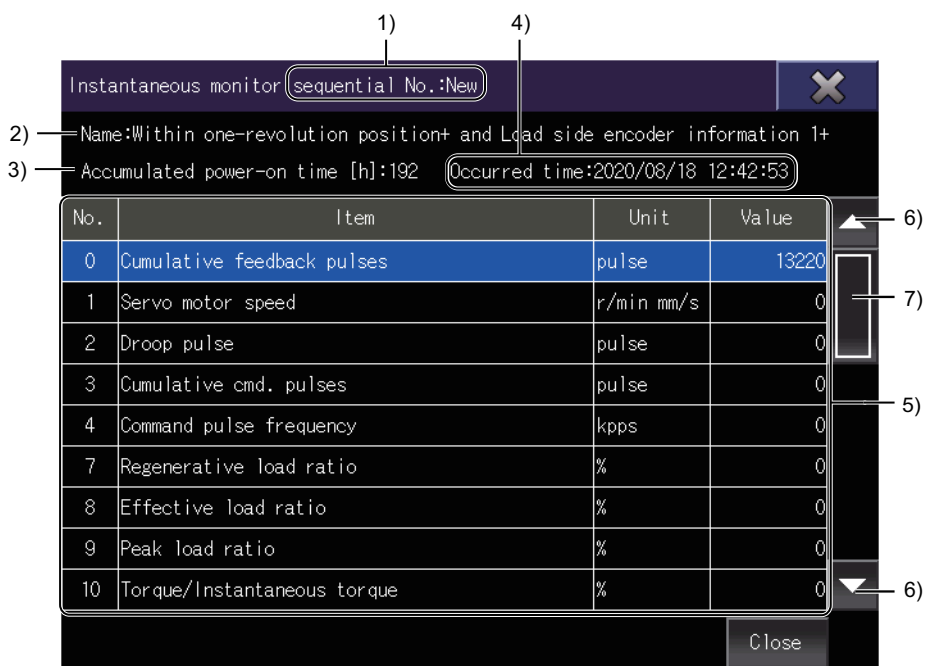 1) 4)
Instantaneous monitor sequential No.:New
2) Name:Within one-revolution position+ and Load side encoder information 1+
3) Accumulated power-on time [h]:192 Occurred time:2020/08/18 12:42:53
No. Item Unit Value 6)
0 Cumulative feedback pulses pulse 13220
1 Servo motor speed r/min mm/s 0 7)
2 Droop pulse pulse 0
3 Cumulative cmd. pulses pulse 0 5)
4 Command pulse frequency kpps 0
7 Regenerative load ratio % 0
8 Effective load ratio % 0
9 Peak load ratio % 0
10 Torque/Instantaneous torque % 0 6)
Close